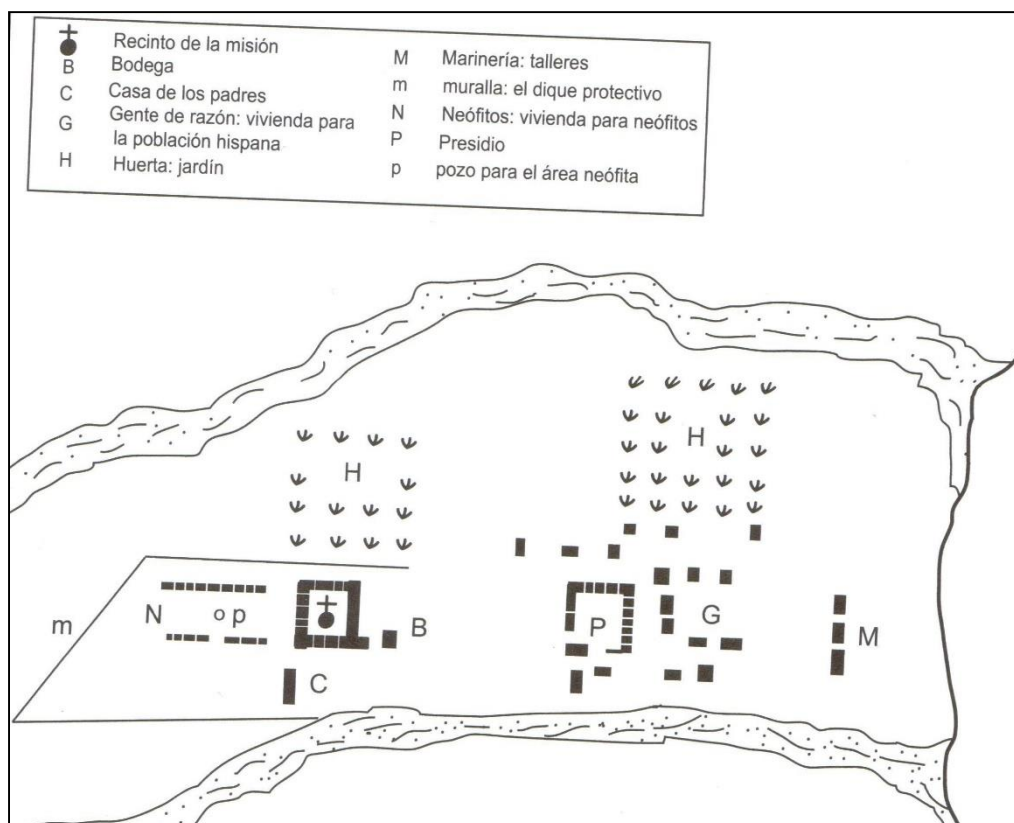 Recinto de la misión
B Bodega
C Casa de los padres
G Gente de razón: vivienda para
la población hispana
H Huerta: jardín
M Marinería: talleres
m muralla: el dique protectivo
N Neófitos: vivienda para neófitos
P Presidio
p pozo para el área neófita
H
H
m
N
o p
B
C
P
G
M